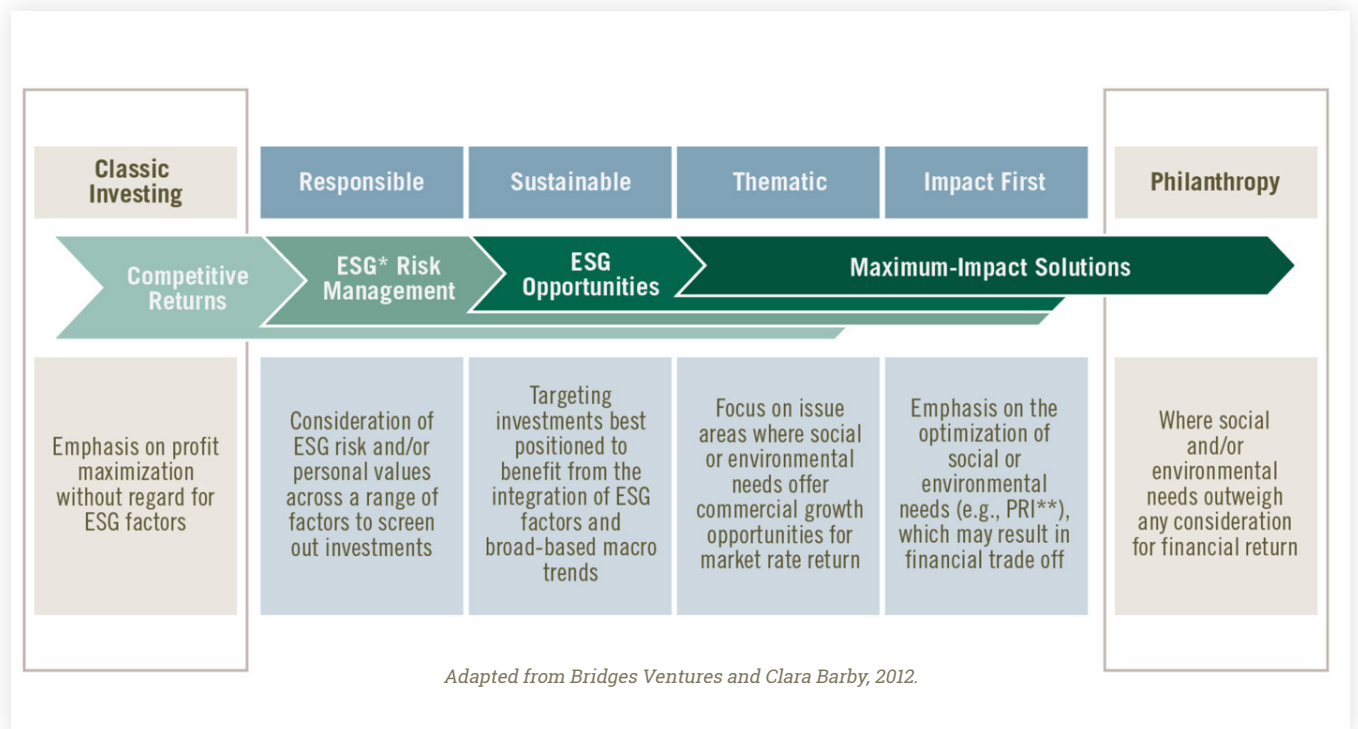 Classic
Investing
Responsible
Sustainable
Thematic
Impact First
Philanthropy
Competitive
Returns
ESG* Risk
Management
ESG
Opportunities
Maximum-Impact Solutions
Emphasis on profit
maximization
without regard for
ESG factors
Consideration of
ESG risk and/or
personal values
across a range of
factors to screen
out investments
Targeting
investments best
positioned to
benefit from the
integration of ESG
factors and
broad-based macro
trends
Focus on issue
areas where social
or environmental
needs offer
commercial growth
opportunities for
market rate return
Emphasis on the
optimization of
social or
environmental
needs (e.g., PRI**),
which may result in
financial trade off
Where social
and/or
environmental
needs outweigh
any consideration
for financial return
Adapted from Bridges Ventures and Clara Barby, 2012.